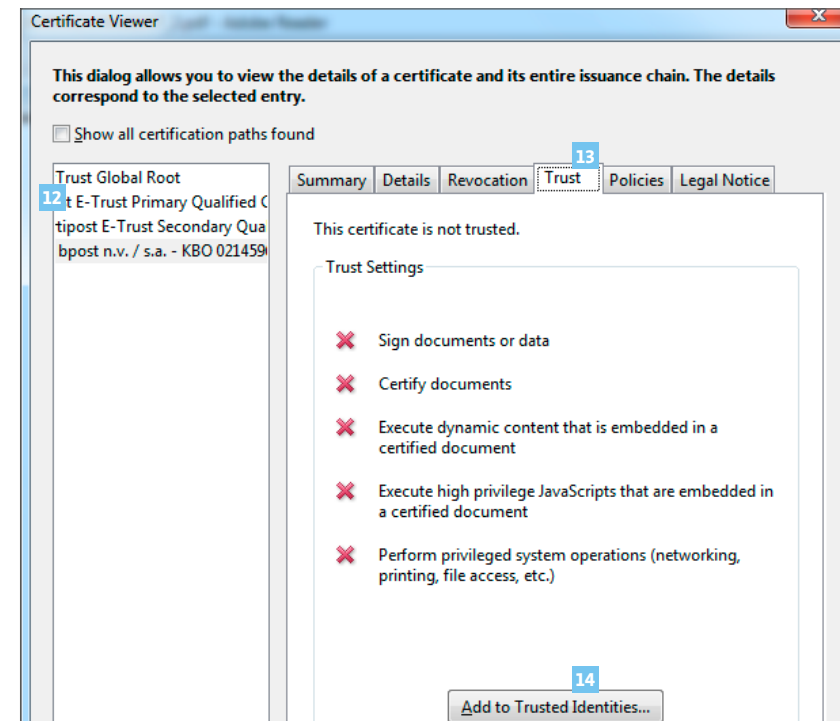 Certificate Viewer
X
This dialog allows you to view the details of a certificate and its entire issuance chain. The details
correspond to the selected entry.
Show all certification paths found
13
Trust Global Root
12
t E-Trust Primary Qualified C
tipost E-Trust Secondary Qua
bpost n.v. / s.a. - KBO 021459
Summary Details Revocation Trust Policies Legal Notice
This certificate is not trusted.
Trust Settings
Sign documents or data
Certify documents
Execute dynamic content that is embedded in a
certified document
Execute high privilege JavaScripts that are embedded in
a certified document
Perform privileged system operations (networking,
printing, file access, etc.)
14
Add to Trusted Identities...